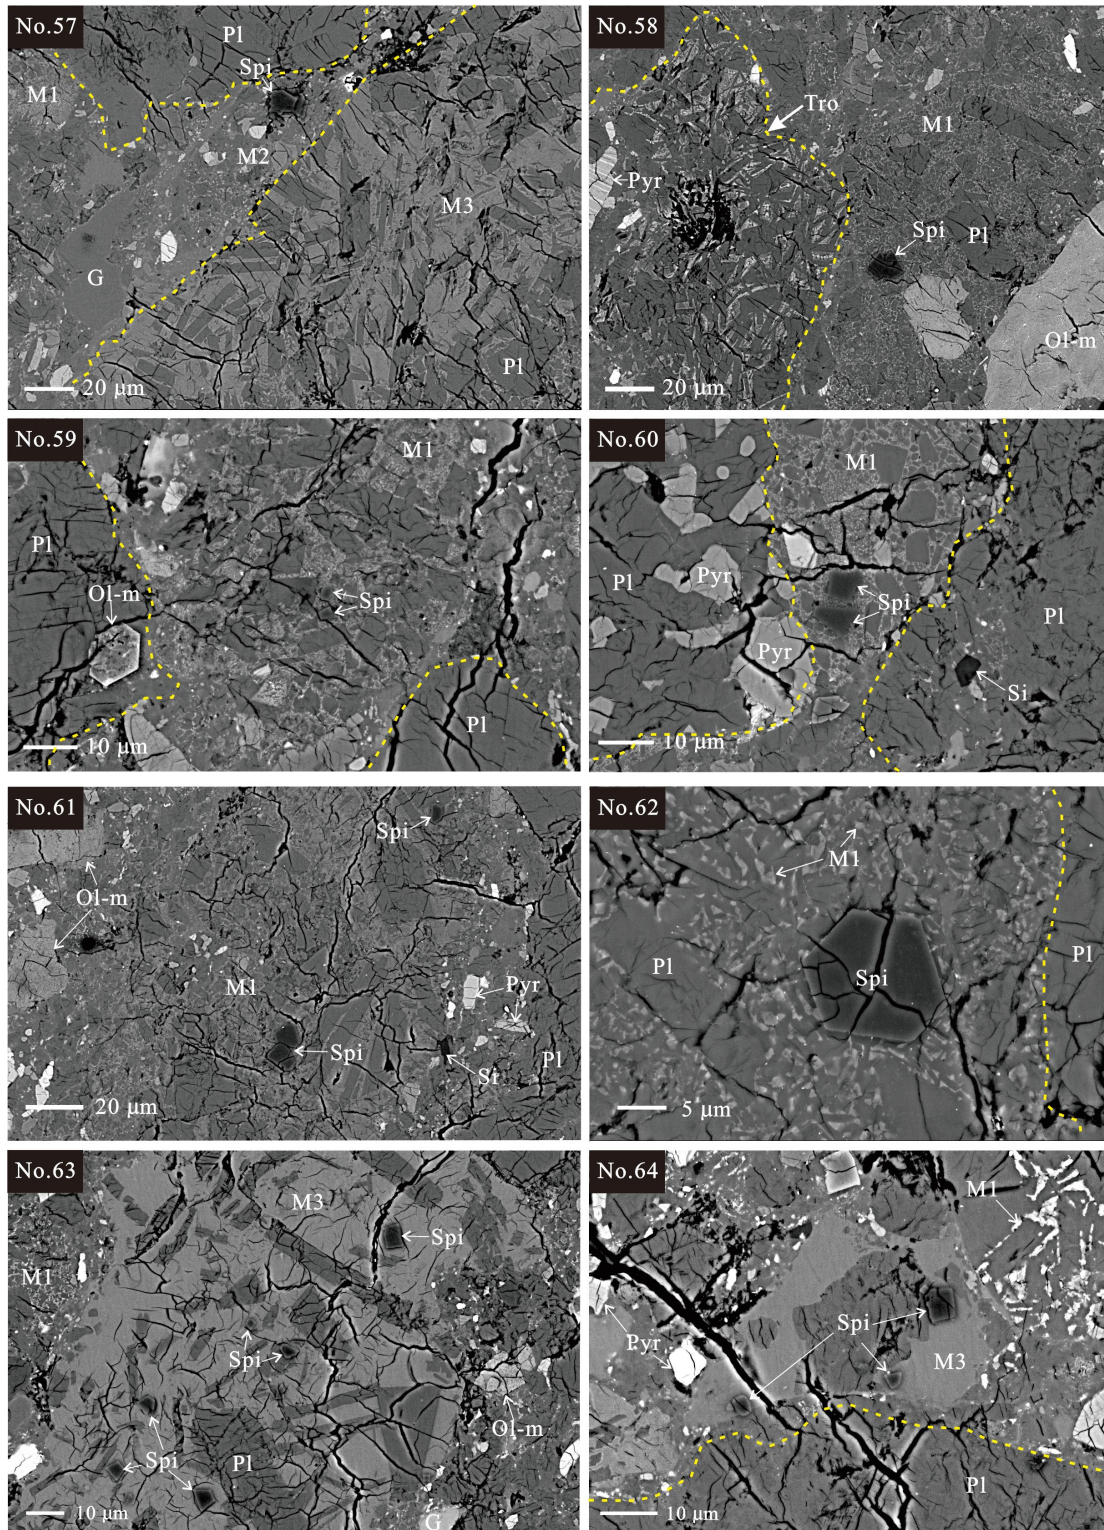 No.57
Pl
Spi
M1
M2
M3
G
Pl
20 µm
No.58
M1
Tro
Pyr
Spi
Pl
Ol-m
20 µm
No.59
M1
Pl
Ol-m
Spi
Pl
10 µm
No.60
M1
Pl
Pyr
Spi
Pl
Pyr
Si
10 µm
No.61
Spi
Ol-m
M1
Pyr
Spi
Si
Pl
20 µm
No.62
M1
Pl
Spi
Pl
5 µm
No.63
M3
Spi
M1
Spi
Ol-m
Spi
Pl
G
10 µm
No.64
M1
Spi
Pyr
M3
Pl
10 µm